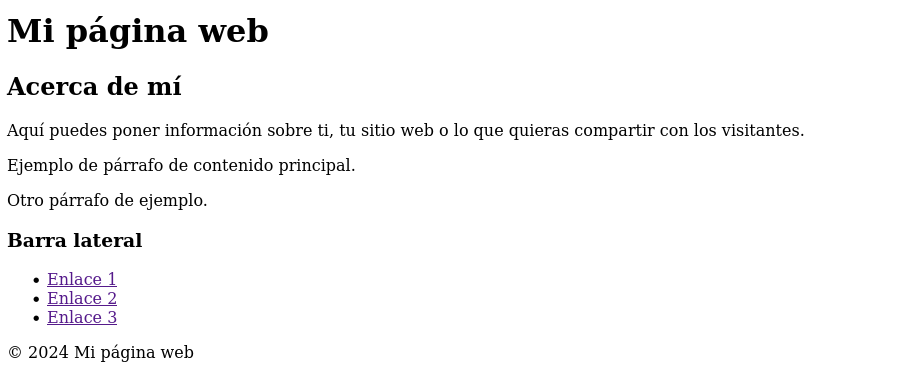 Mi página web
Acerca de mí
Aquí puedes poner información sobre ti, tu sitio web o lo que quieras compartir con los visitantes.
Ejemplo de párrafo de contenido principal.
Otro párrafo de ejemplo.
Barra lateral
• Enlace 1
• Enlace 2
• Enlace 3
© 2024 Mi página web